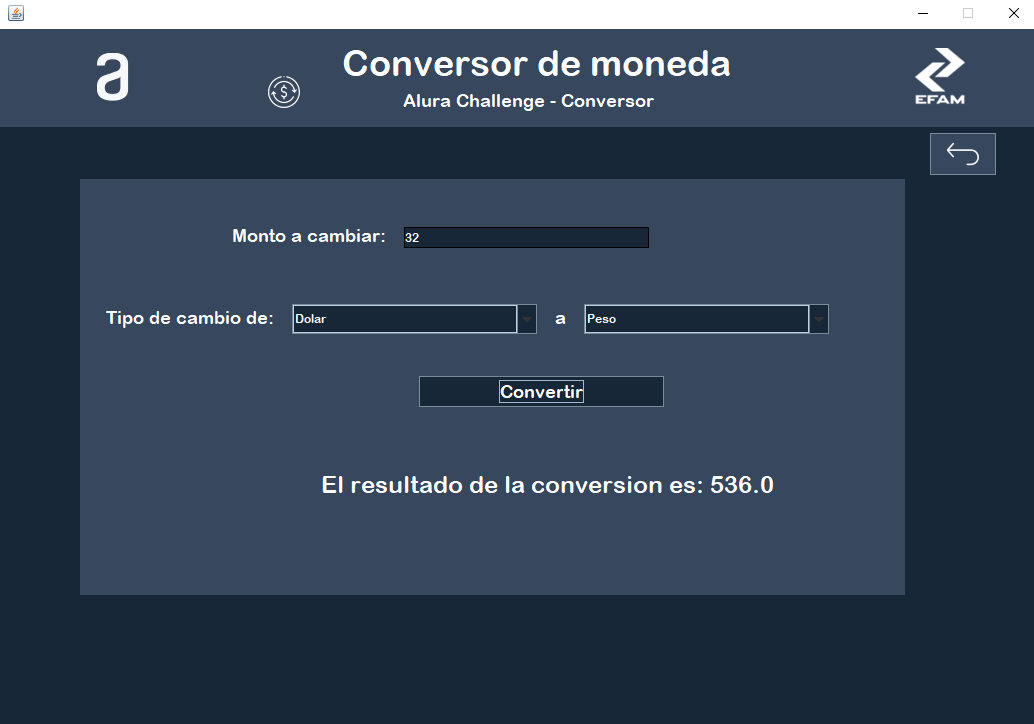 a
Conversor de moneda
Alura Challenge - Conversor
EFAM
Monto a cambiar: 32
Tipo de cambio de: Dolar a Peso
Convertir
El resultado de la conversion es: 536.0